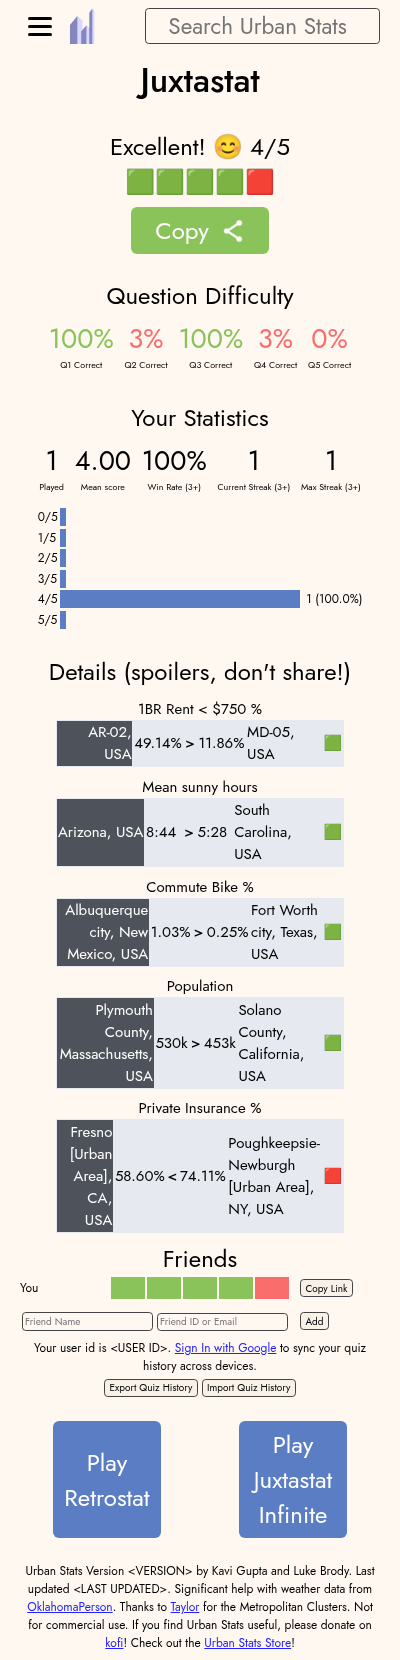 Search Urban Stats
Juxtastat
Excellent! 😊 4/5
🟩🟩🟩🟩🟥
Copy
Question Difficulty
100% 3% 100% 3% 0%
Q1 Correct Q2 Correct Q3 Correct Q4 Correct Q5 Correct
Your Statistics
1 4.00 100% 1 1
Played Mean score Win Rate (3+) Current Streak (3+) Max Streak (3+)
0/5
1/5
2/5
3/5
4/5 1 (100.0%)
5/5
Details (spoilers, don't share!)
1BR Rent < $750 %
AR-02,
USA
49.14% > 11.86%
MD-05,
USA
🟩
Mean sunny hours
Arizona, USA
8:44 > 5:28
South
Carolina,
USA
🟩
Commute Bike %
Albuquerque
city, New
Mexico, USA
1.03% > 0.25%
Fort Worth
city, Texas,
USA
🟩
Population
Plymouth
County,
Massachusetts,
USA
530k > 453k
Solano
County,
California,
USA
🟩
Private Insurance %
Fresno
[Urban
Area],
CA,
USA
58.60% < 74.11%
Poughkeepsie-
Newburgh
[Urban Area],
NY, USA
🟥
Friends
You
Copy Link
Friend Name
Friend ID or Email
Add
Your user id is <USER ID>. Sign In with Google to sync your quiz
history across devices.
Export Quiz History Import Quiz History
Play
Retrostat
Play
Juxtastat
Infinite
Urban Stats Version <VERSION> by Kavi Gupta and Luke Brody. Last
updated <LAST UPDATED>. Significant help with weather data from
OklahomaPerson. Thanks to Taylor for the Metropolitan Clusters. Not
for commercial use. If you find Urban Stats useful, please donate on
kofi! Check out the Urban Stats Store!